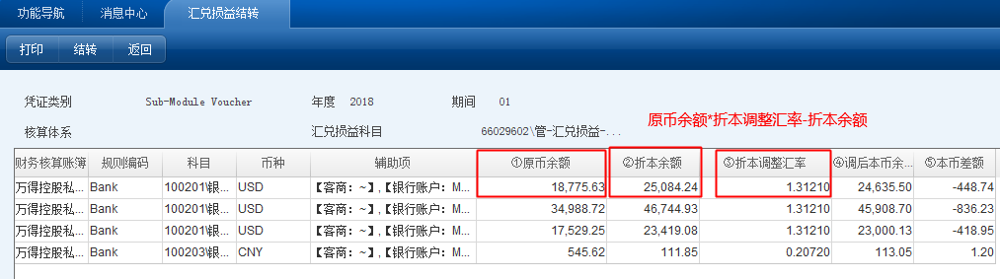 功能导航 消息中心 汇兑损益结转
打印 结转 返回
凭证类别 Sub-Module Voucher 年度 2018 期间 01
原币余额*折本调整汇率-折本余额
核算体系 汇兑损益科目 66029602\管-汇兑损益-...
财务核算账簿 规则编码 科目 币种 辅助项 ①原币余额 ②折本余额 ③折本调整汇率 ④调后本币余... ⑤本币差额
万得控股私... Bank 100201\银... USD 【客商：~】,【银行账户：M... 18,775.63 25,084.24 1.31210 24,635.50 -448.74
万得控股私... Bank 100201\银... USD 【客商：~】,【银行账户：M... 34,988.72 46,744.93 1.31210 45,908.70 -836.23
万得控股私... Bank 100201\银... USD 【客商：~】,【银行账户：M... 17,529.25 23,419.08 1.31210 23,000.13 -418.95
万得控股私... Bank 100203\银... CNY 【客商：~】,【银行账户：M... 545.62 111.85 0.20720 113.05 1.20